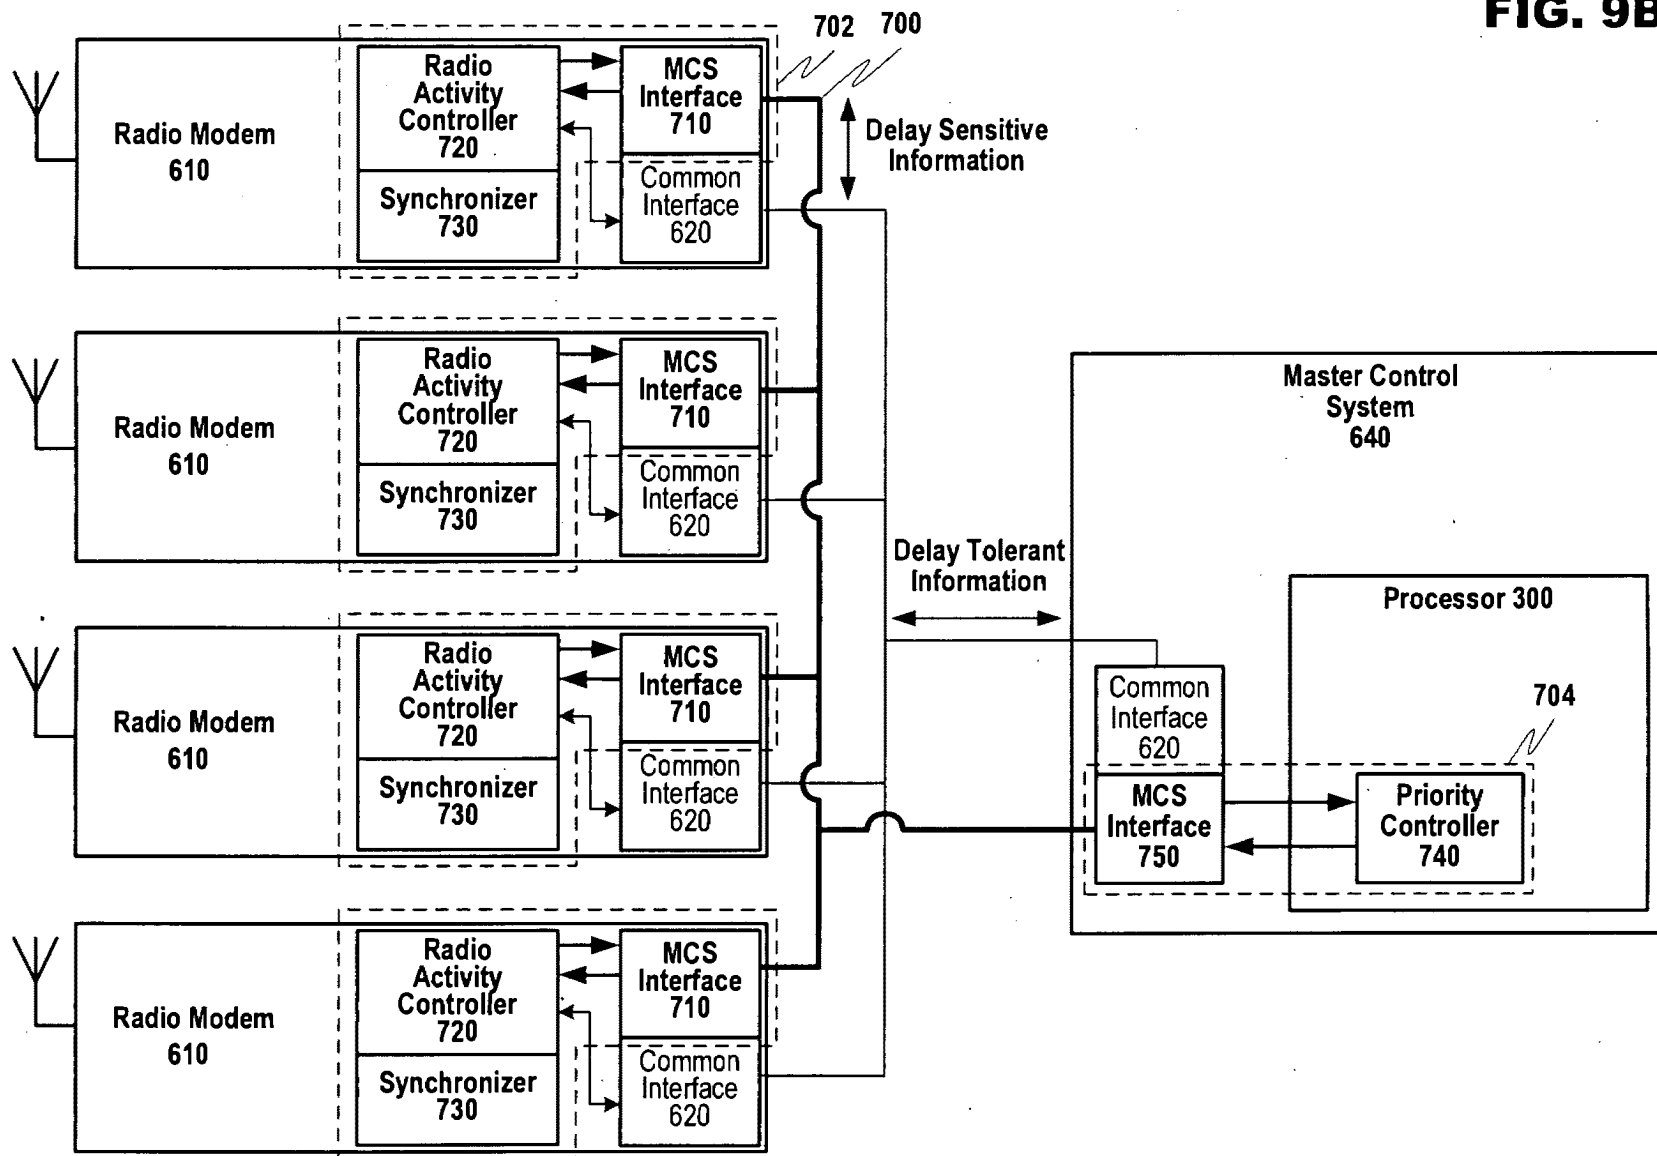 FIG. 9B
702 700
Radio
Activity
Controller
720
MCS
Interface
710
Radio Modem
610
Synchronizer
730
Common
Interface
620
Delay Sensitive
Information
Radio
Activity
Controller
720
MCS
Interface
710
Radio Modem
610
Synchronizer
730
Common
Interface
620
Master Control
System
640
Delay Tolerant
Information
Processor 300
Radio
Activity
Controller
720
MCS
Interface
710
Radio Modem
610
Synchronizer
730
Common
Interface
620
Common
Interface
620
704
MCS
Interface
750
Priority
Controller
740
Radio
Activity
Controller
720
MCS
Interface
710
Radio Modem
610
Synchronizer
730
Common
Interface
620